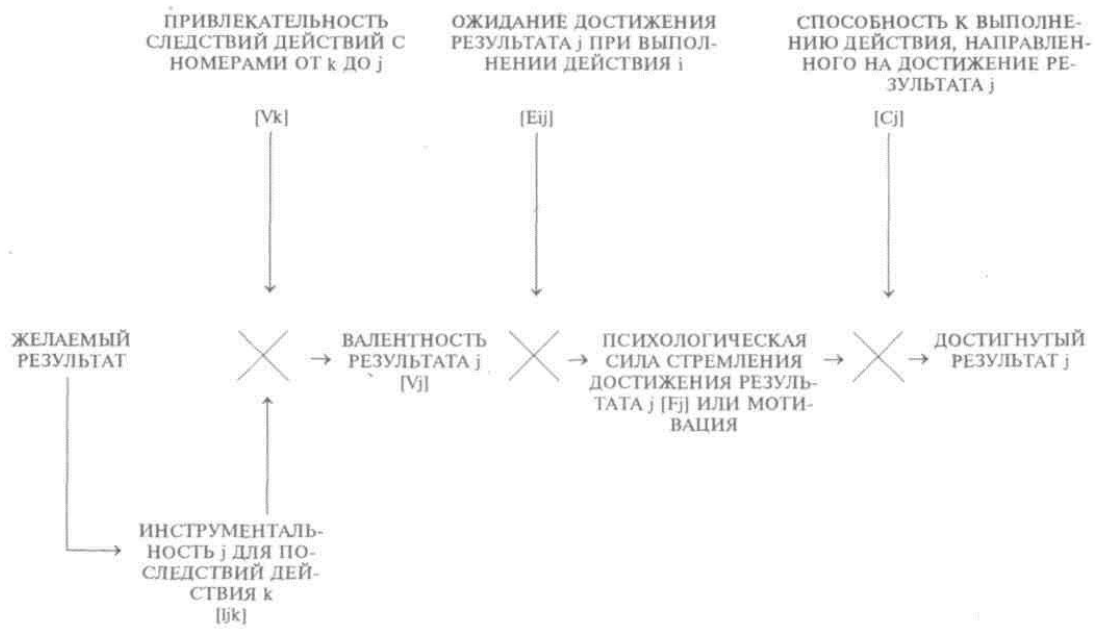 ПРИВЛЕКАТЕЛЬНОСТЬ
СЛЕДСТВИЙ ДЕЙСТВИЙ С
НОМЕРАМИ ОТ k ДО j
[Vk]
ОЖИДАНИЕ ДОСТИЖЕНИЯ
РЕЗУЛЬТАТА j ПРИ ВЫПОЛ-
НЕНИИ ДЕЙСТВИЯ i
[Eij]
СПОСОБНОСТЬ К ВЫПОЛНЕ-
НИЮ ДЕЙСТВИЯ, НАПРАВЛЕН-
НОГО НА ДОСТИЖЕНИЕ РЕ-
ЗУЛЬТАТА j
[Cj]
ЖЕЛАЕМЫЙ
РЕЗУЛЬТАТ
ВАЛЕНТНОСТЬ
РЕЗУЛЬТАТА j
[Vj]
ПСИХОЛОГИЧЕСКАЯ
СИЛА СТРЕМЛЕНИЯ
ДОСТИЖЕНИЯ РЕЗУЛЬ-
ТАТА j [Fj] ИЛИ МОТИ-
ВАЦИЯ
ДОСТИГНУТЫЙ
РЕЗУЛЬТАТ j
ИНСТРУМЕНТАЛЬ-
НОСТЬ j ДЛЯ ПО-
СЛЕДСТВИЙ ДЕЙ-
СТВИЯ k
[Ijk]